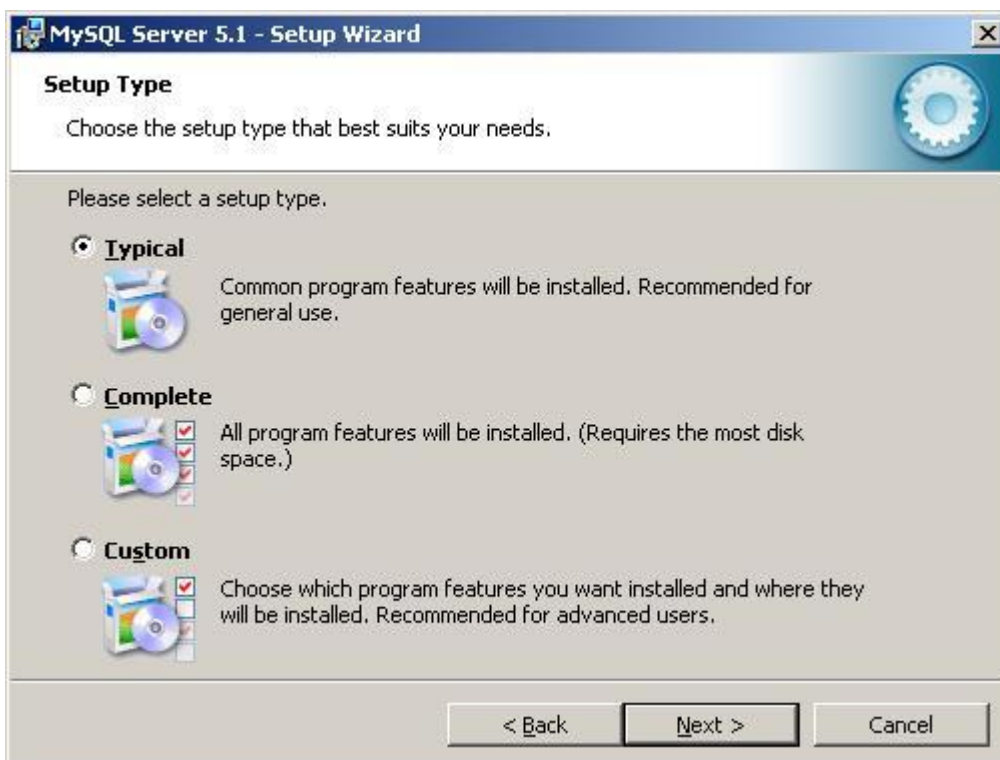 MySQL Server 5.1 - Setup Wizard
Setup Type
Choose the setup type that best suits your needs.
Please select a setup type.
Typical
Common program features will be installed. Recommended for
general use.
Complete
All program features will be installed. (Requires the most disk
space.)
Custom
Choose which program features you want installed and where they
will be installed. Recommended for advanced users.
< Back
Next >
Cancel